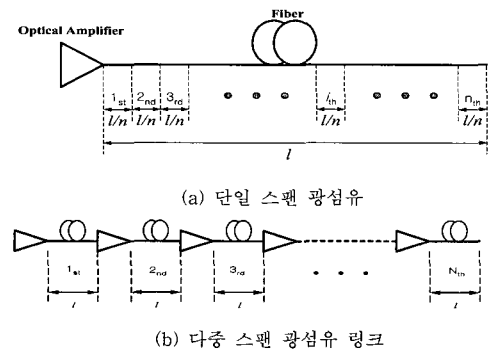 Fiber
Optical Amplifier
1st 2nd 3rd ith nth
l/n l/n l/n l/n l/n
l
(a) 단일 스팬 광섬유
1st 2nd 3rd Nth
l l l l
(b) 다중 스팬 광섬유 링크